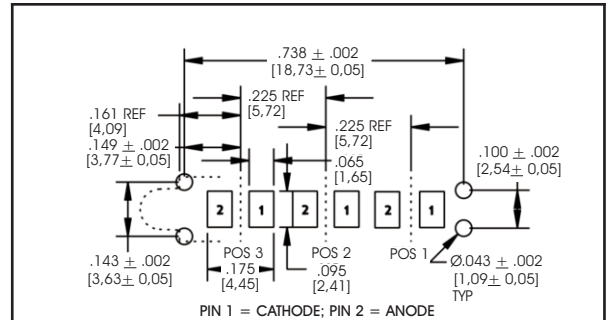 .738 ± .002
[18,73± 0,05]
.161 REF
[4,09]
.225 REF
[5,72]
.149 ± .002
[3,77± 0,05]
.225 REF
[5,72]
.065
[1,65]
.100 ± .002
[2,54± 0,05]
2 1 2 1 2 1
POS 3 POS 2 POS 1
.143 ± .002
[3,63± 0,05]
.175
[4,45]
.095
[2,41]
Ø.043 ± .002
[1,09± 0,05]
TYP
PIN 1 = CATHODE; PIN 2 = ANODE